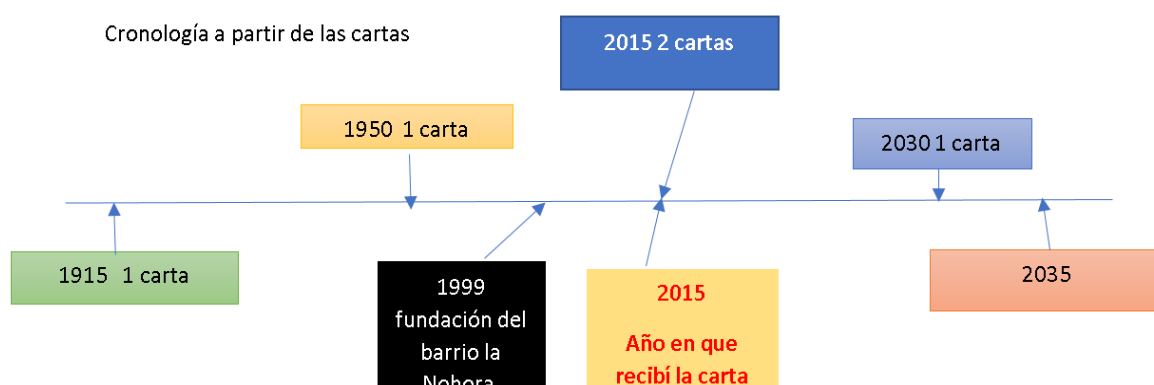 Cronología a partir de las cartas
2015 2 cartas
1950 1 carta
2030 1 carta
1915 1 carta
1999
fundación del
barrio la
Nohora
2015
Año en que
recibí la carta
2035